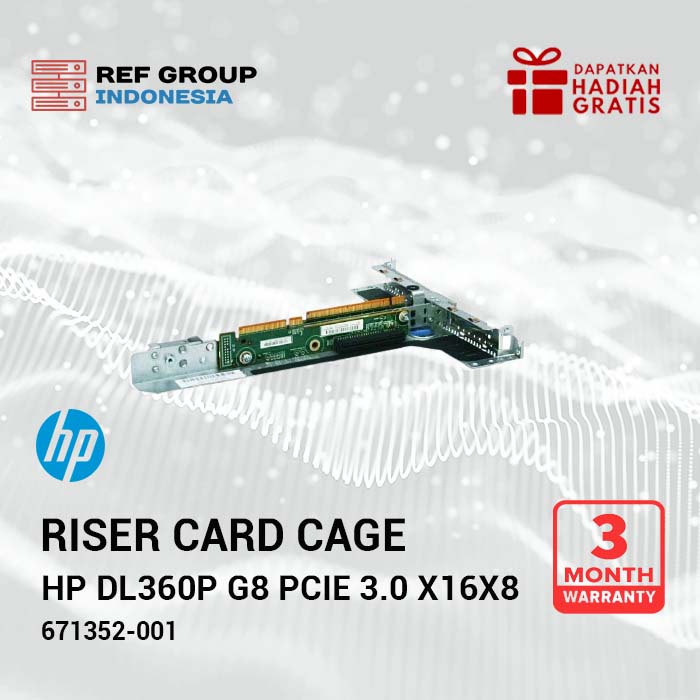 REF GROUP
INDONESIA
DAPATKAN
HADIAH
GRATIS
hp
RISER CARD CAGE
HP DL360P G8 PCIE 3.0 X16X8
671352-001
3
MONTH
WARRANTY